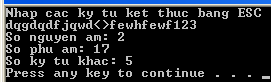 Nhap cac ky tu ket thuc bang ESC
dqgdqdfjqwd<>fewhfewf123
So nguyen am: 2
So phu am: 17
So ky tu khac: 5
Press any key to continue . . .